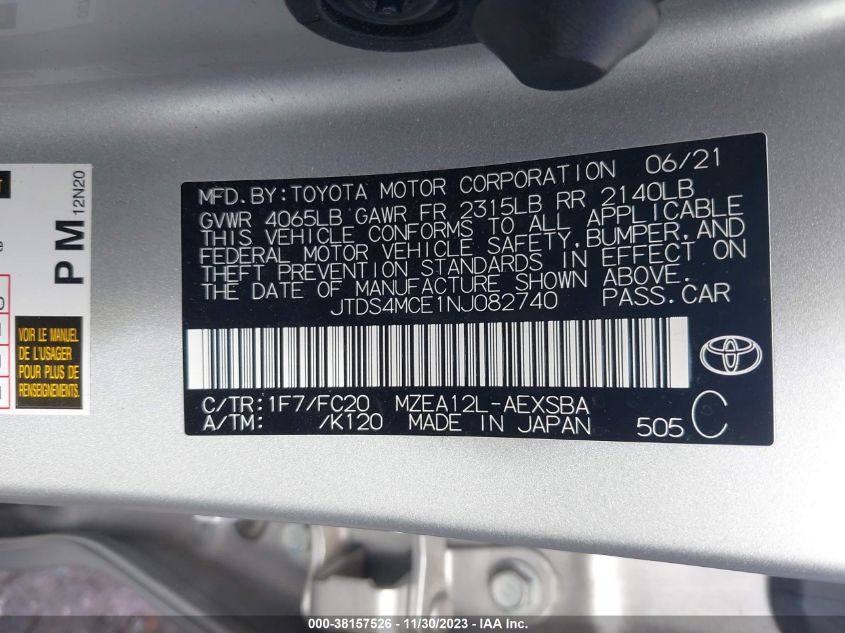 MFD.BY:TOYOTA MOTOR CORPORATION 06/21
GVWR 4065LB GAWR FR 2315LB RR 2140LB
THIS VEHICLE CONFORMS TO ALL APPLICABLE
FEDERAL MOTOR VEHICLE SAFETY,BUMPER,AND
THEFT PREVENTION STANDARDS IN EFFECT ON
THE DATE OF MANUFACTURE SHOWN ABOVE.
JTDS4MCE1NJ082740 PASS.CAR
C/TR:1F7/FC20 MZEA12L-AEXSBA
A/TM: /K120 MADE IN JAPAN 505 C
PM
12N20
VOIR LE MANUEL
DE L'USAGER
POUR PLUS DE
RENSEIGNEMENTS.
000-38157526 - 11/30/2023 - IAAI Inc.